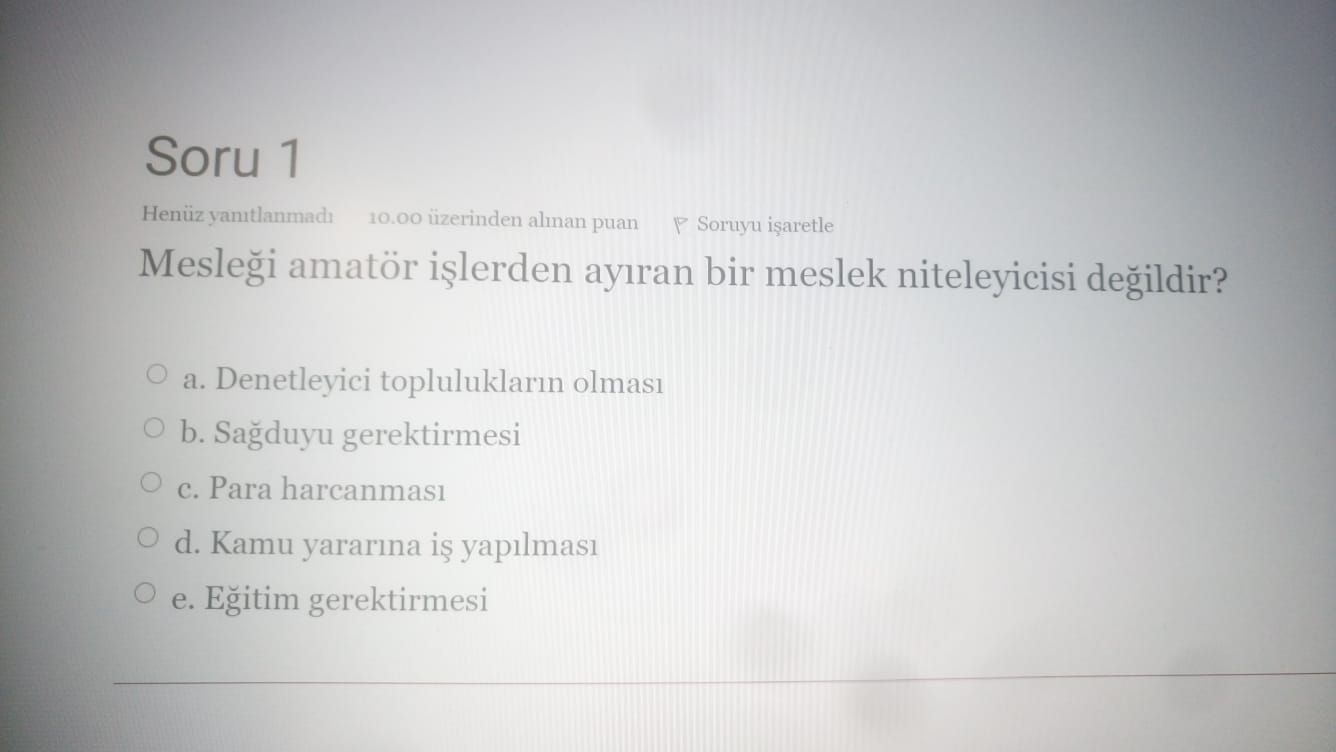 Soru 1
Henüz yanıtlanmadı 10.00 üzerinden alınan puan Soruyu işaretle
Mesleği amatör işlerden ayıran bir meslek niteleyicisi değildir?
a. Denetleyici toplulukların olması
b. Sağduyu gerektirmesi
c. Para harcanması
d. Kamu yararına iş yapılması
e. Eğitim gerektirmesi